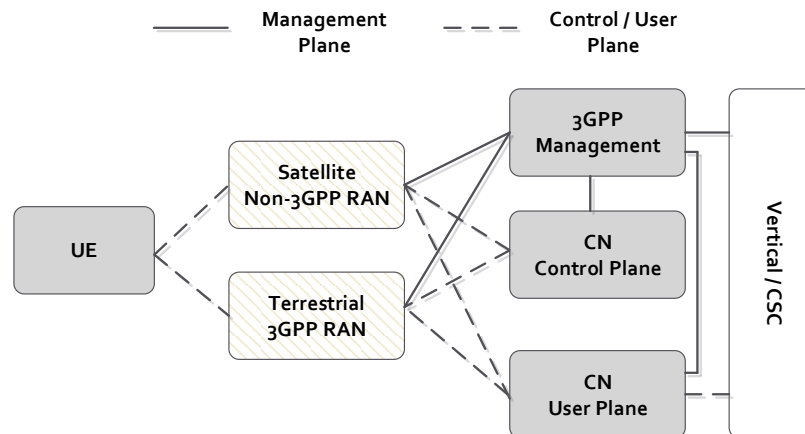 Management
Plane
Control / User
Plane
3GPP
Management
Satellite
Non-3GPP RAN
UE
CN
Control Plane
Terrestrial
3GPP RAN
CN
User Plane
Vertical / CSC